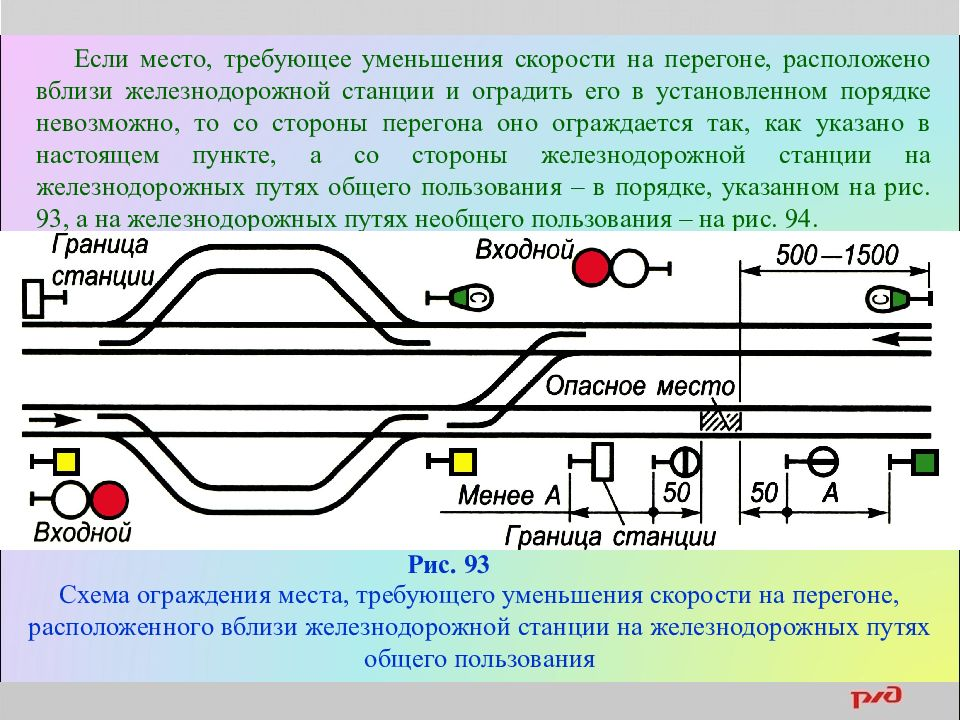 Если место, требующее уменьшения скорости на перегоне, расположено
вблизи железнодорожной станции и оградить его в установленном порядке
невозможно, то со стороны перегона оно ограждается так, как указано в
настоящем пункте, а со стороны железнодорожной станции на
железнодорожных путях общего пользования – в порядке, указанном на рис.
93, а на железнодорожных путях необщего пользования – на рис. 94.
Граница
станции
Входной
500—1500
С
С
Опасное место
Менее А
50
50
А
Граница станции
Входной
Рис. 93
Схема ограждения места, требующего уменьшения скорости на перегоне,
расположенного вблизи железнодорожной станции на железнодорожных путях
общего пользования
ржд